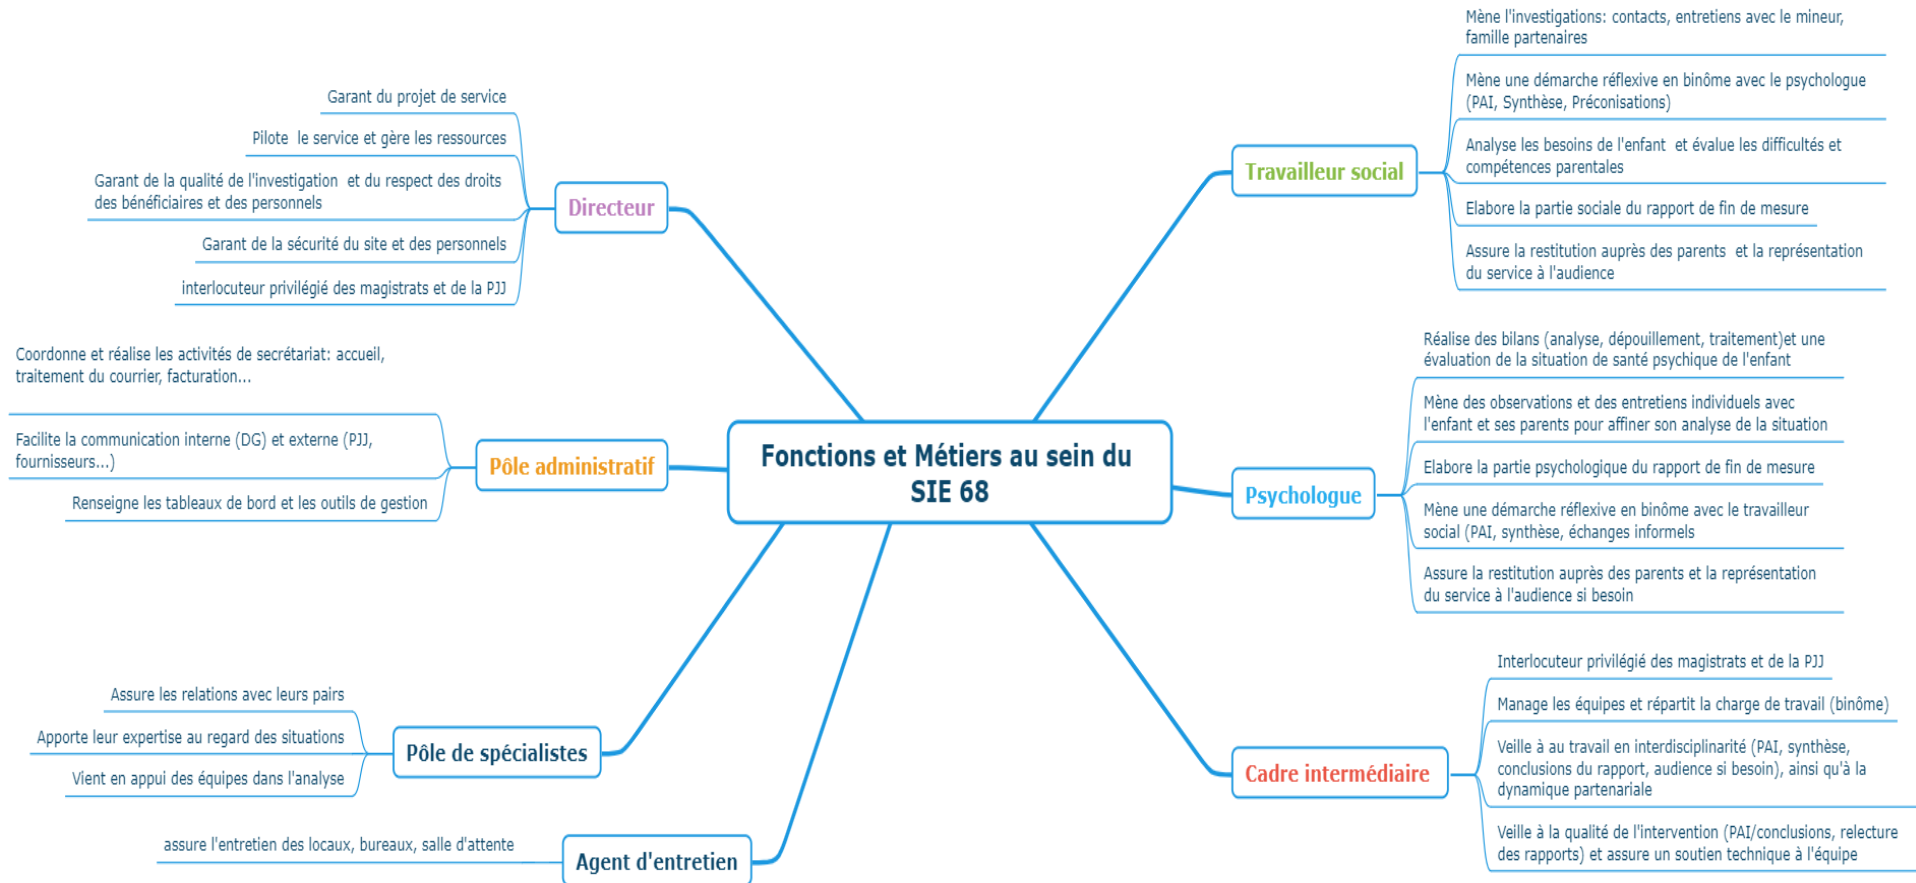 Fonctions et Métiers au sein du
SIE 68
Directeur
Garant du projet de service
Pilote  le service et gère les ressources
Garant de la qualité de l'investigation  et du respect des droits
des bénéficiaires et des personnels
Garant de la sécurité du site et des personnels
interlocuteur privilégié des magistrats et de la PJJ
Pôle administratif
Coordonne et réalise les activités de secrétariat: accueil,
traitement du courrier, facturation...
Facilite la communication interne (DG) et externe (PJJ,
fournisseurs...)
Renseigne les tableaux de bord et les outils de gestion
Pôle de spécialistes
Assure les relations avec leurs pairs
Apporte leur expertise au regard des situations
Vient en appui des équipes dans l'analyse
Agent d'entretien
assure l'entretien des locaux, bureaux, salle d'attente
Travailleur social
Mène l'investigations: contacts, entretiens avec le mineur,
famille partenaires
Mène une démarche réflexive en binôme avec le psychologue
(PAI, Synthèse, Préconisations)
Analyse les besoins de l'enfant  et évalue les difficultés et
compétences parentales
Elabore la partie sociale du rapport de fin de mesure
Assure la restitution auprès des parents  et la représentation
du service à l'audience
Psychologue
Réalise des bilans (analyse, dépouillement, traitement)et une
évaluation de la situation de santé psychique de l'enfant
Mène des observations et des entretiens individuels avec
l'enfant et ses parents pour affiner son analyse de la situation
Elabore la partie psychologique du rapport de fin de mesure
Mène une démarche réflexive en binôme avec le travailleur
social (PAI, synthèse, échanges informels
Assure la restitution auprès des parents et la représentation
du service à l'audience si besoin
Cadre intermédiaire
Interlocuteur privilégié des magistrats et de la PJJ
Manage les équipes et répartit la charge de travail (binôme)
Veille à au travail en interdisciplinarité (PAI, synthèse,
conclusions du rapport, audience si besoin), ainsi qu'à la
dynamique partenariale
Veille à la qualité de l'intervention (PAI/conclusions, relecture
des rapports) et assure un soutien technique à l'équipe